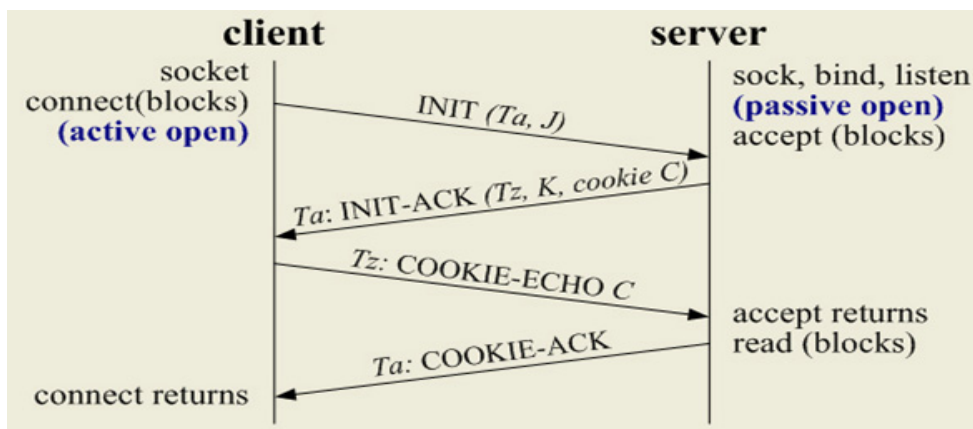 client
server
socket
connect(blocks)
(active open)
sock, bind, listen
(passive open)
accept (blocks)
INIT (Ta, J)
Ta: INIT-ACK (Tz, K, cookie C)
Tz: COOKIE-ECHO C
accept returns
read (blocks)
Ta: COOKIE-ACK
connect returns